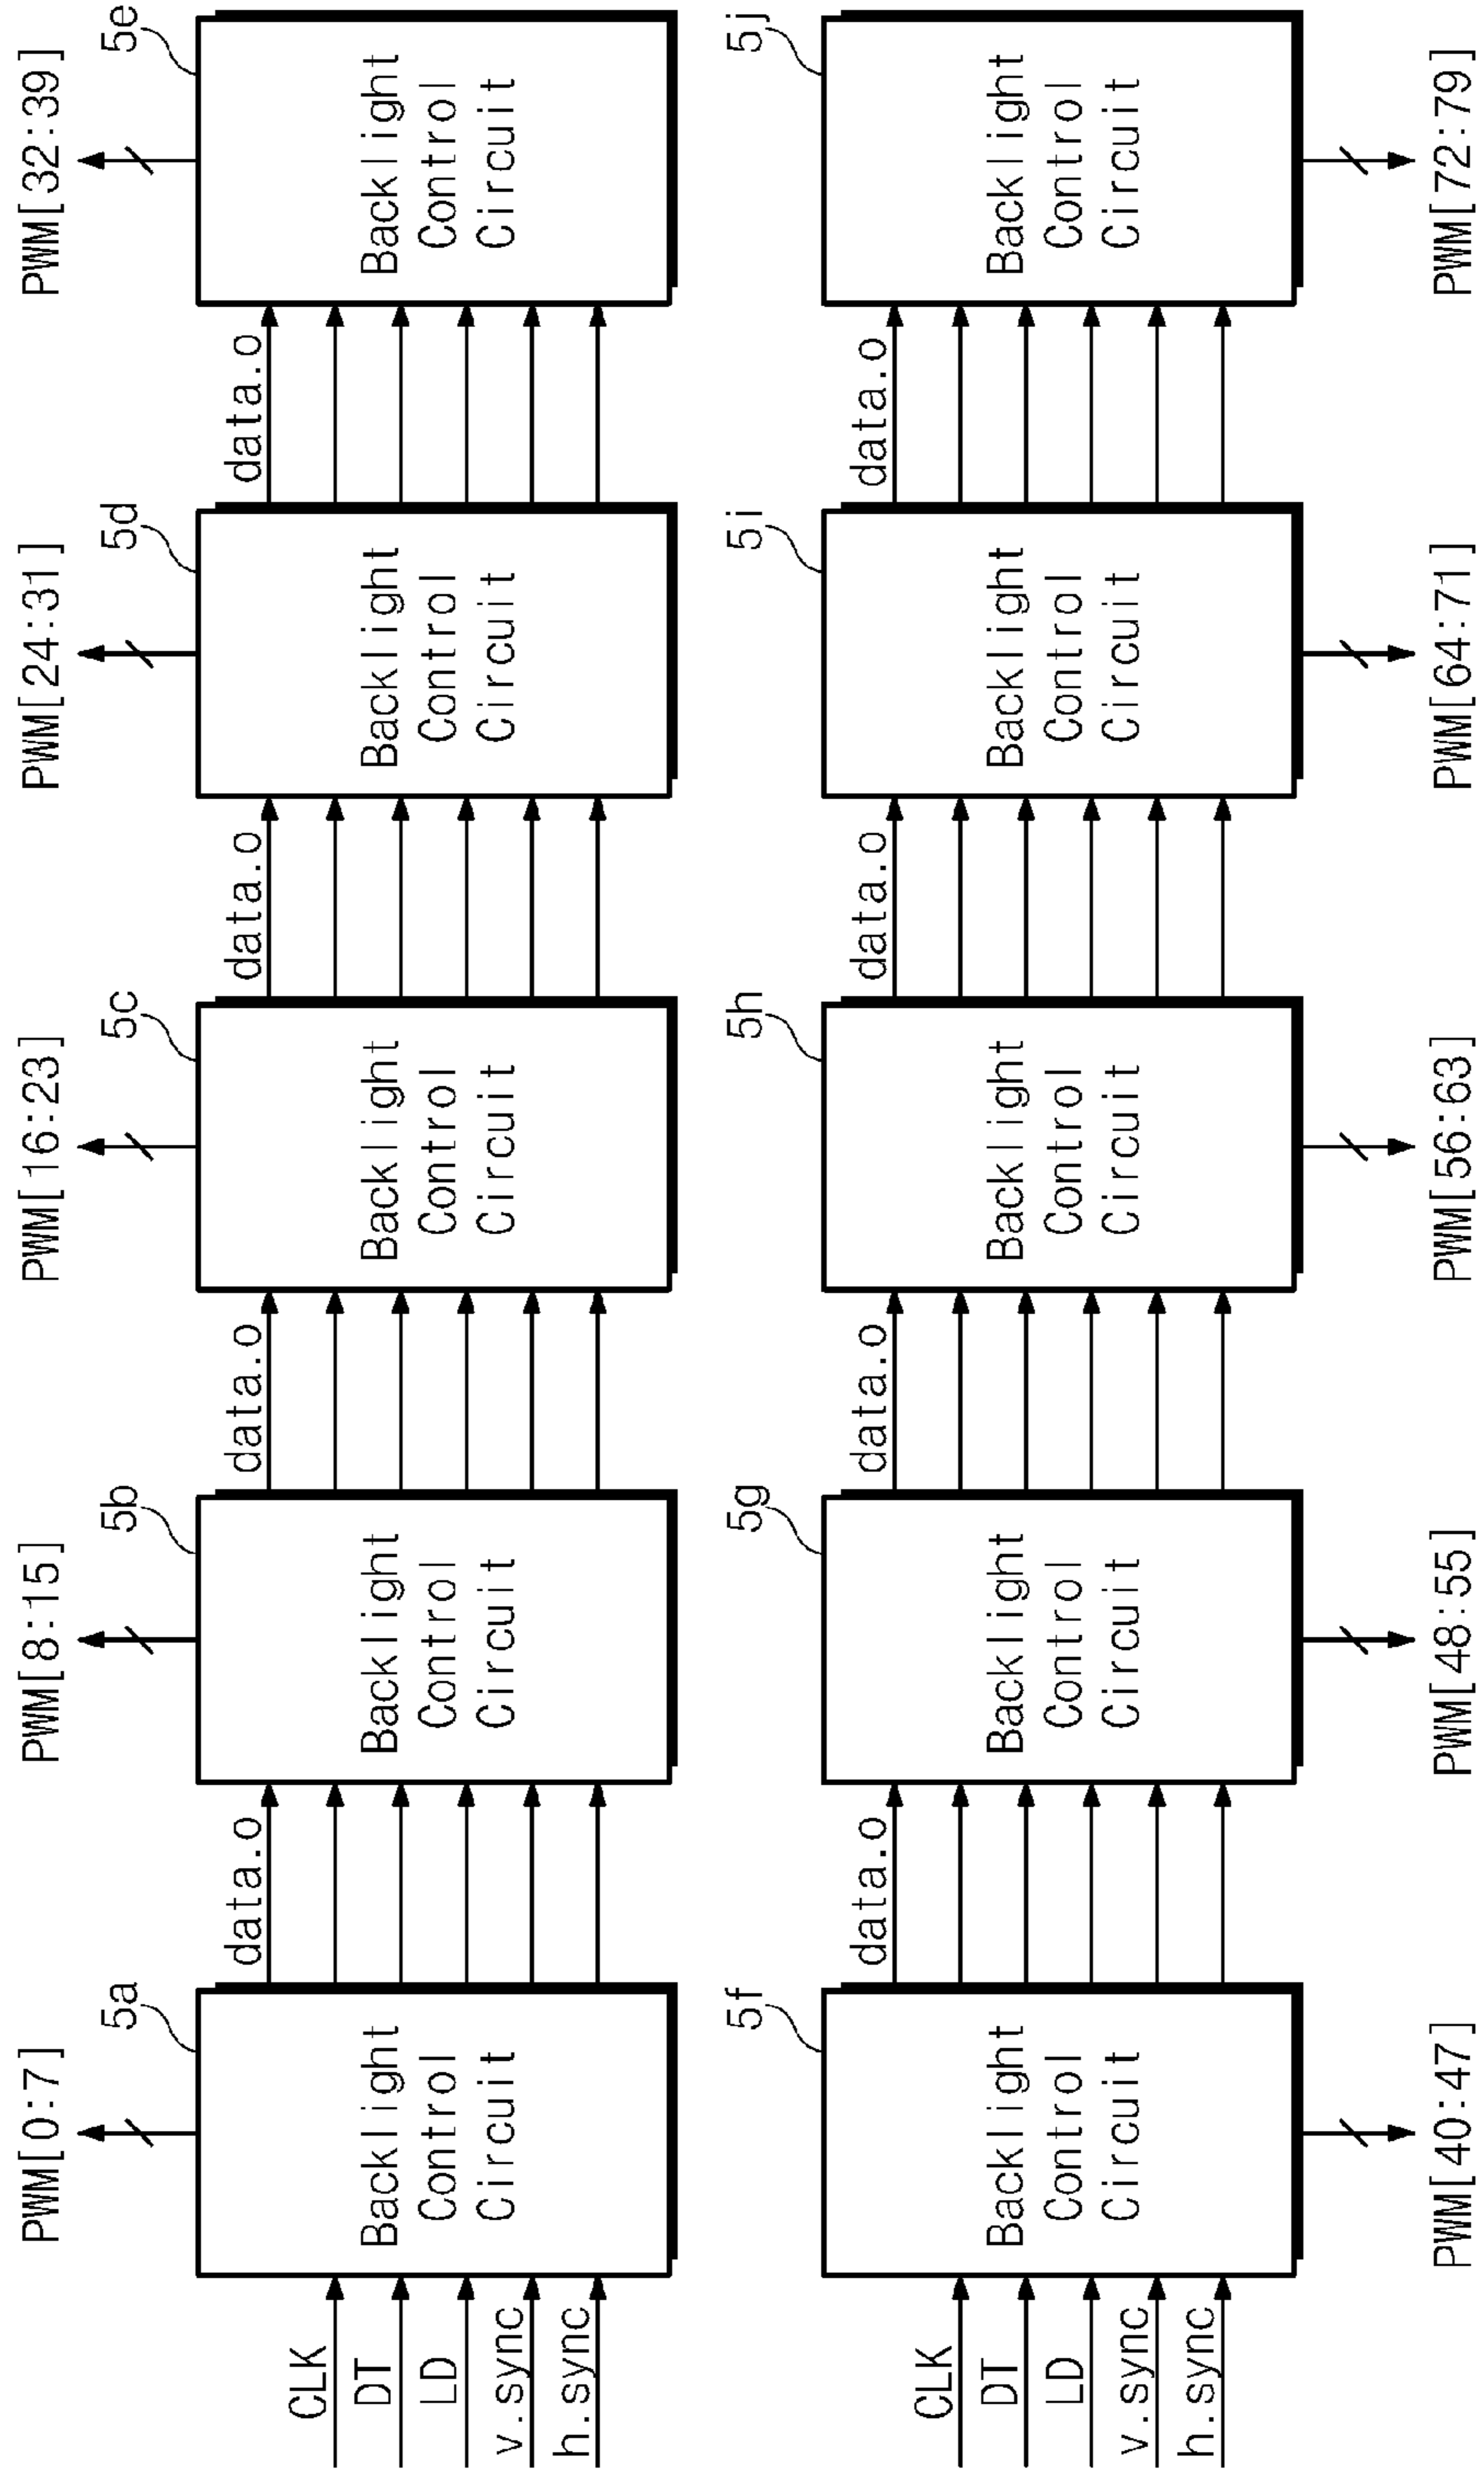 PWM[0:7]
PWM[8:15]
PWM[16:23]
PWM[24:31]
PWM[32:39]
5a
5b
5c
5d
5e
data.o
data.o
data.o
data.o
CLK
DT
LD
v.sync
h.sync
Backlight
Control
Circuit
Backlight
Control
Circuit
Backlight
Control
Circuit
Backlight
Control
Circuit
Backlight
Control
Circuit
5f
5g
5h
5i
5j
data.o
data.o
data.o
data.o
CLK
DT
LD
v.sync
h.sync
Backlight
Control
Circuit
Backlight
Control
Circuit
Backlight
Control
Circuit
Backlight
Control
Circuit
Backlight
Control
Circuit
PWM[40:47]
PWM[48:55]
PWM[56:63]
PWM[64:71]
PWM[72:79]